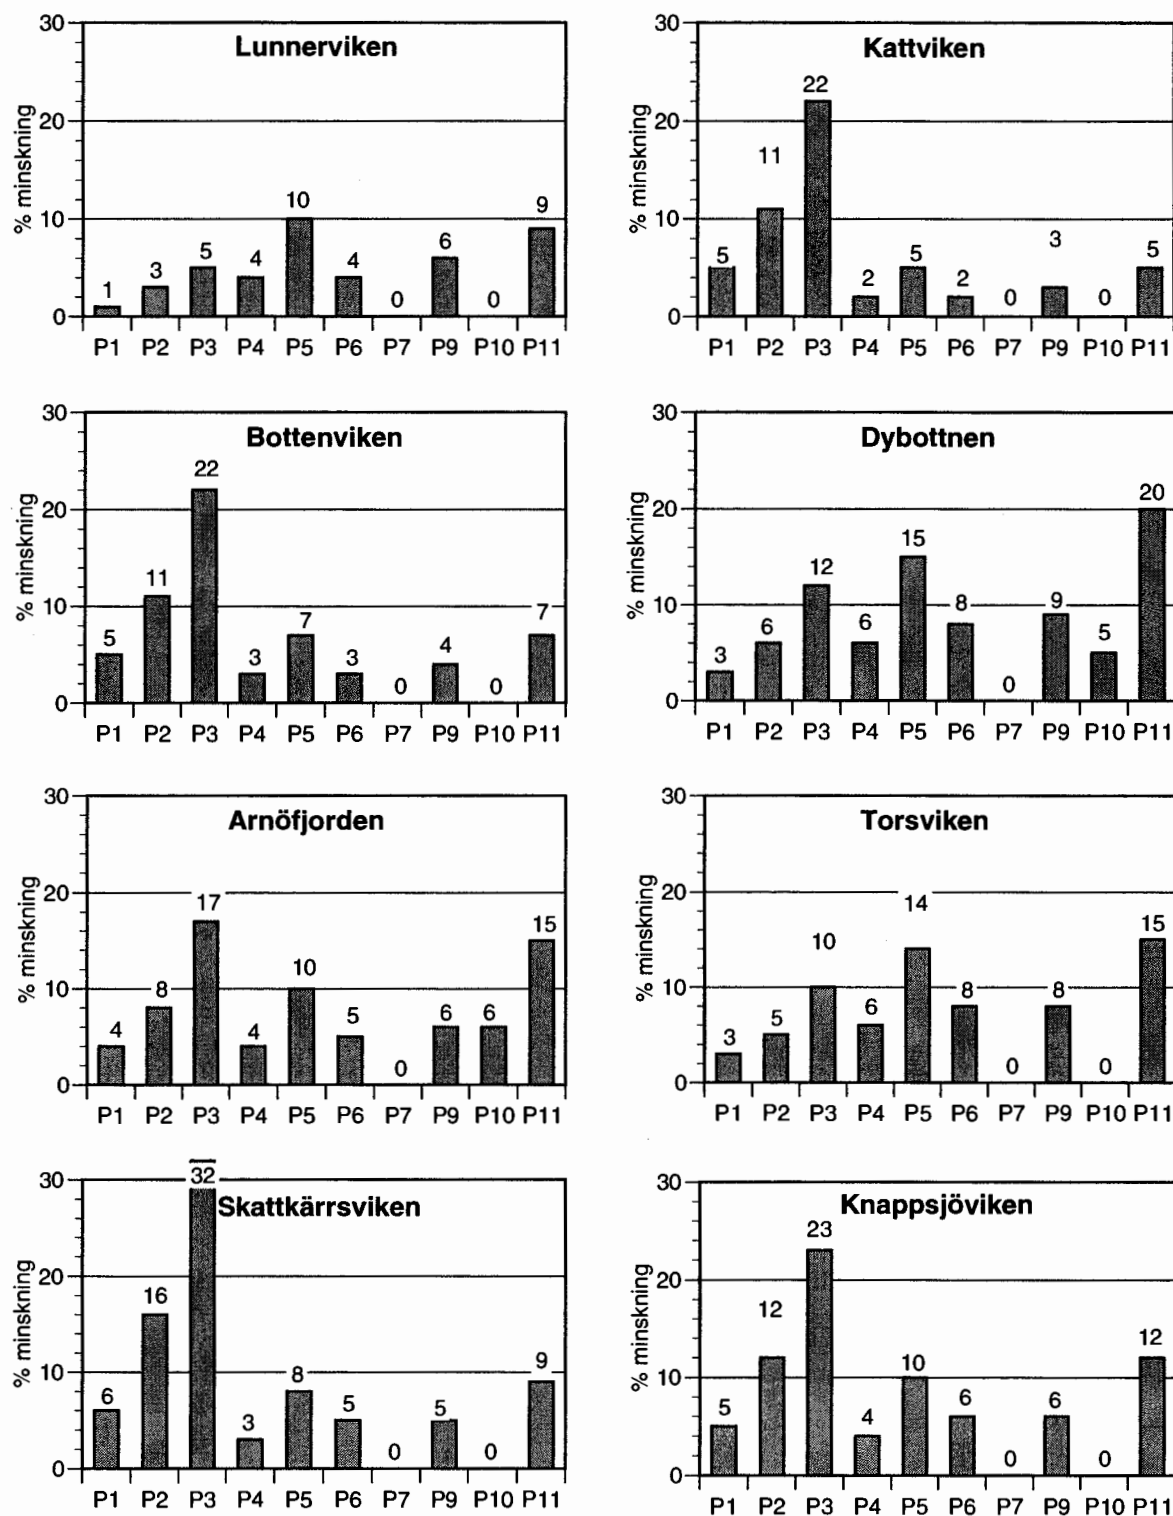 Lunnerviken
% minskning
30
20
10
0
1 3 5 4 10 4 0 6 0 9
P1 P2 P3 P4 P5 P6 P7 P9 P10 P11
Kattviken
% minskning
30
20
10
0
5 11 22 2 5 2 0 3 0 5
P1 P2 P3 P4 P5 P6 P7 P9 P10 P11
Bottenviken
% minskning
30
20
10
0
5 11 22 3 7 3 0 4 0 7
P1 P2 P3 P4 P5 P6 P7 P9 P10 P11
Dybottnen
% minskning
30
20
10
0
3 6 12 6 15 8 0 9 5 20
P1 P2 P3 P4 P5 P6 P7 P9 P10 P11
Arnöfjorden
% minskning
30
20
10
0
4 8 17 4 10 5 0 6 6 15
P1 P2 P3 P4 P5 P6 P7 P9 P10 P11
Torsviken
% minskning
30
20
10
0
3 5 10 6 14 8 0 8 0 15
P1 P2 P3 P4 P5 P6 P7 P9 P10 P11
Skattkärrsviken
% minskning
30
20
10
0
6 16 32 3 8 5 0 5 0 9
P1 P2 P3 P4 P5 P6 P7 P9 P10 P11
Knappsjöviken
% minskning
30
20
10
0
5 12 23 4 10 6 0 6 0 12
P1 P2 P3 P4 P5 P6 P7 P9 P10 P11